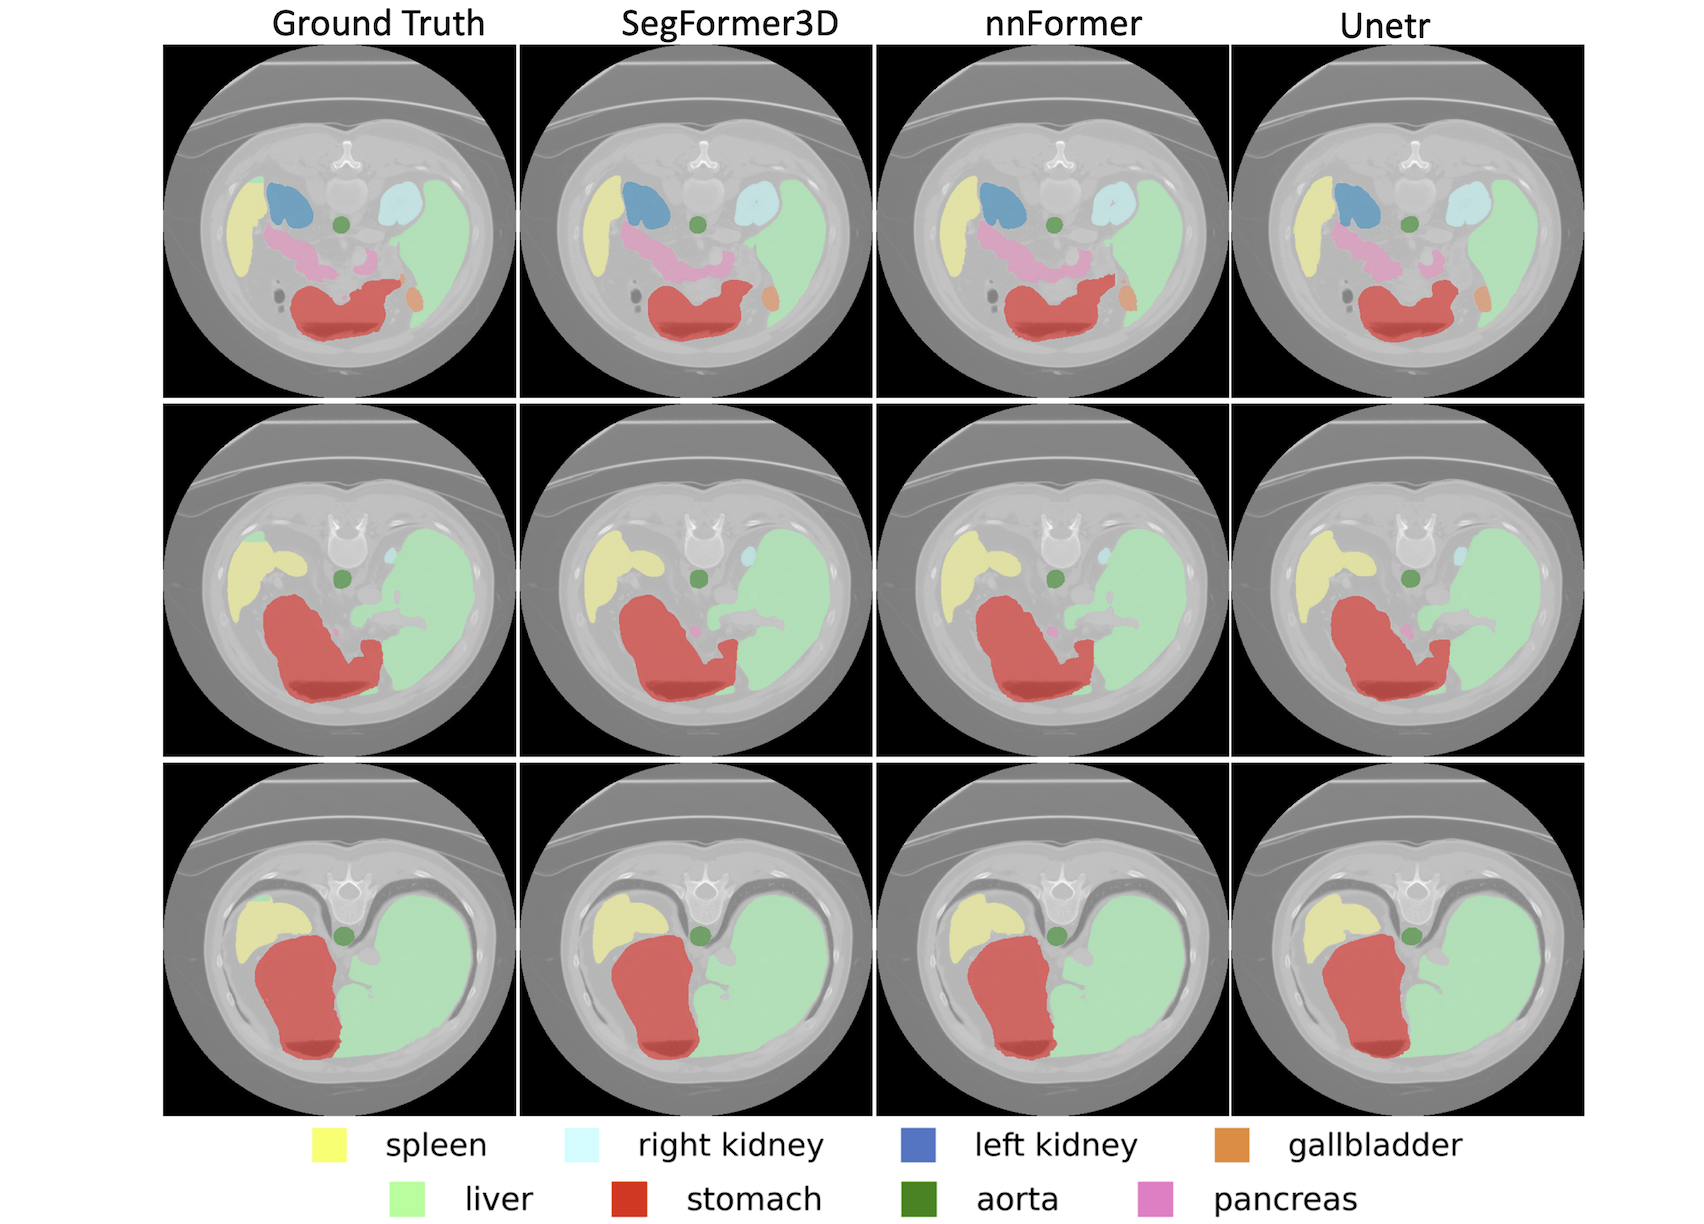 Ground Truth SegFormer3D nnFormer Unetr
spleen right kidney left kidney gallbladder
liver stomach aorta pancreas